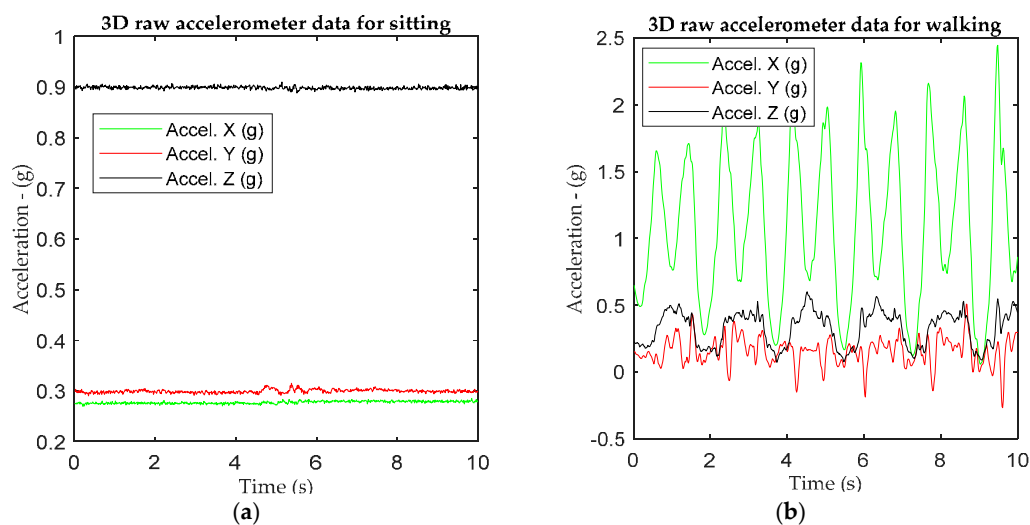 3D raw accelerometer data for sitting
1
0.9
0.8
0.7
0.6
0.5
0.4
0.3
0.2
Acceleration - (g)
Accel. X (g)
Accel. Y (g)
Accel. Z (g)
0 2 4 6 8 10
Time (s)
(a)
3D raw accelerometer data for walking
2.5
2
1.5
1
0.5
0
-0.5
Acceleration - (g)
Accel. X (g)
Accel. Y (g)
Accel. Z (g)
0 2 4 6 8 10
Time (s)
(b)